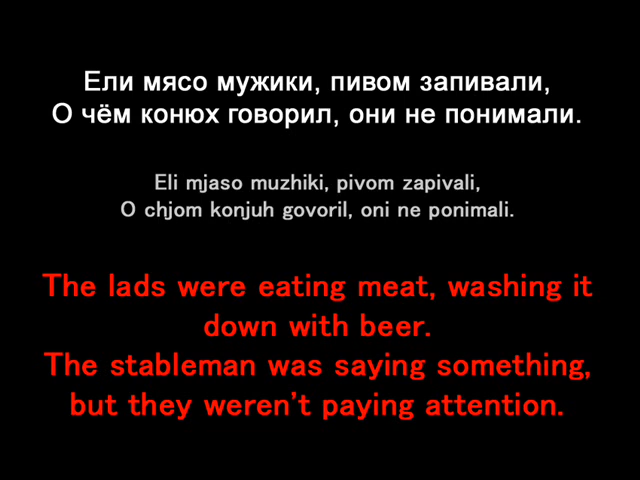 Ели мясо мужики, пивом запивали,
О чём конюх говорил, они не понимали.
Eli mjaso muzhiki, pivom zapivali,
O chjom konjuh govoril, oni ne ponimali.
The lads were eating meat, washing it
down with beer.
The stableman was saying something,
but they weren't paying attention.